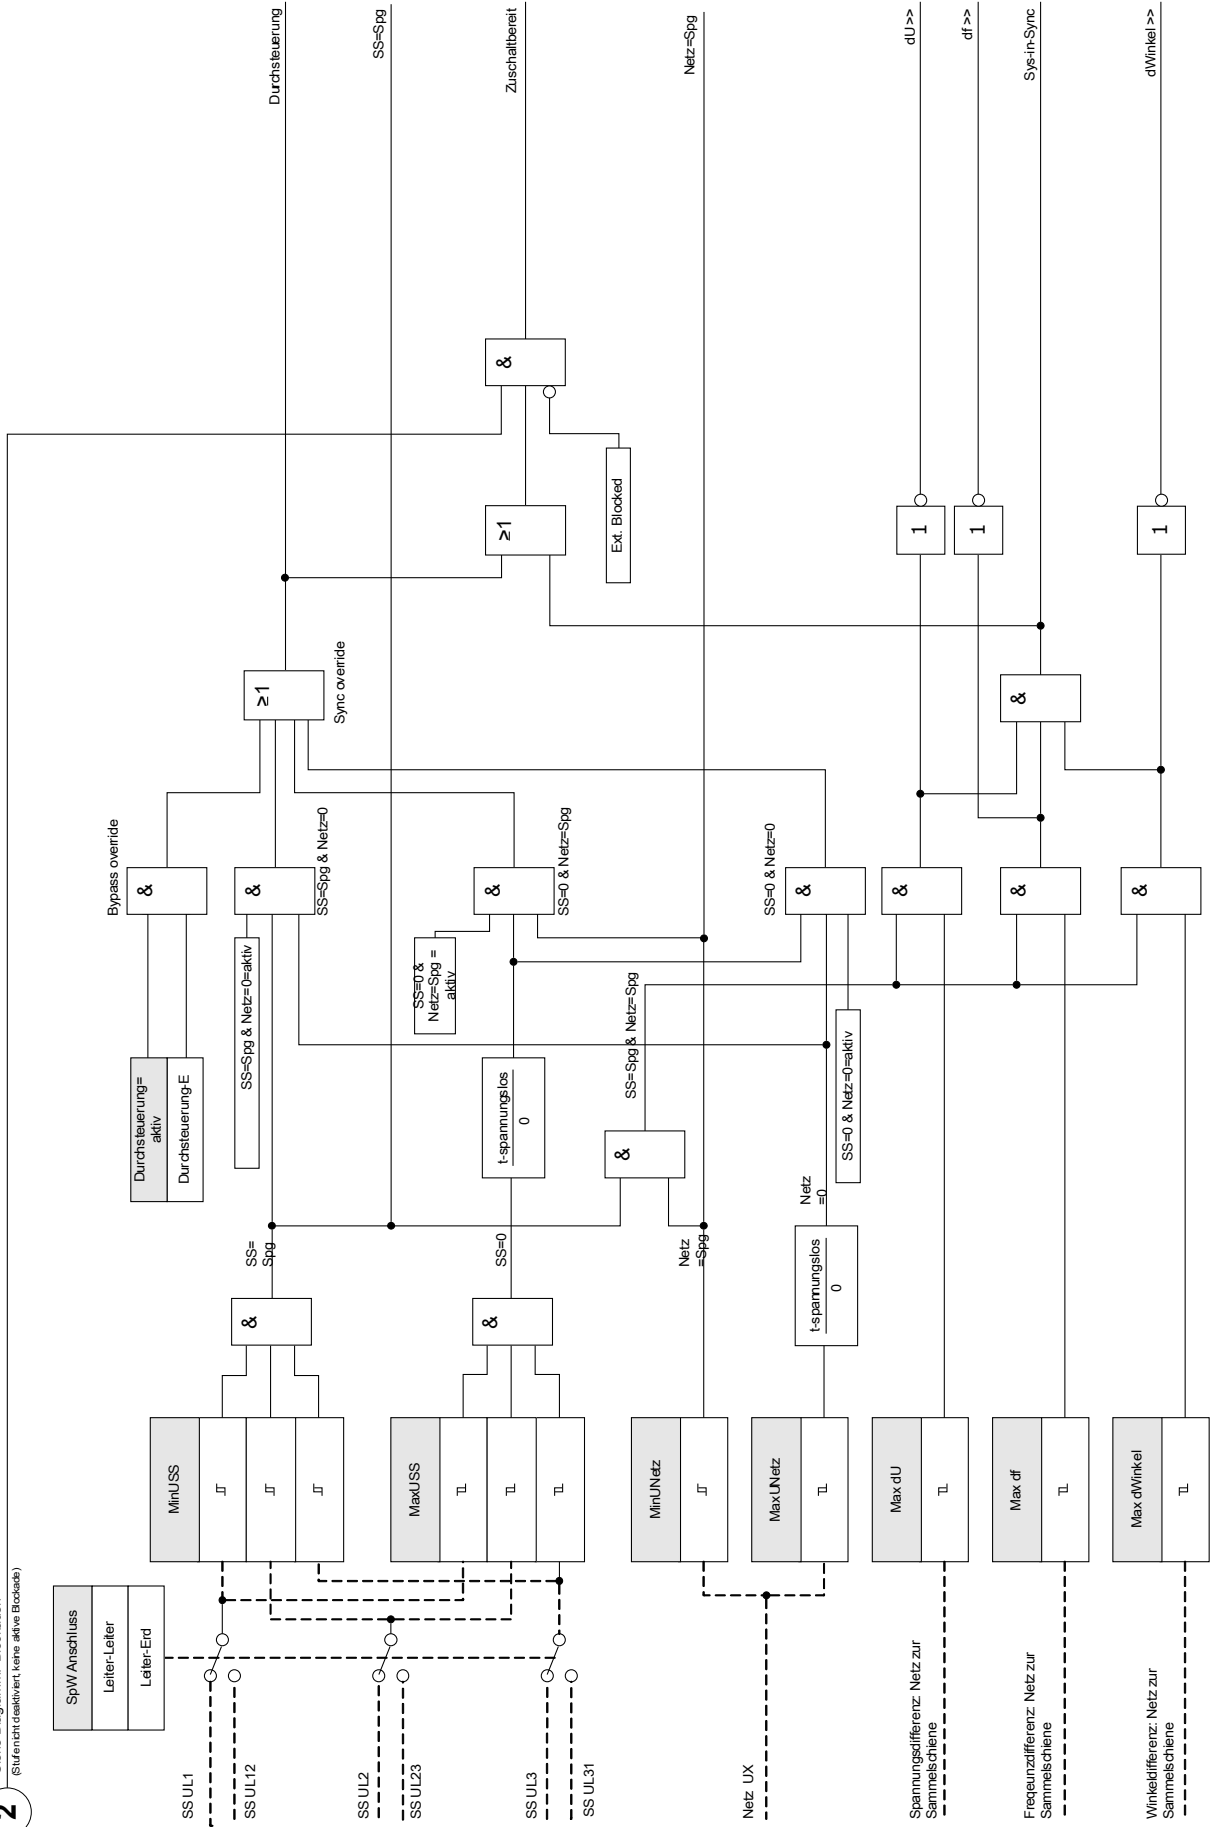 2
(Stufe nicht deaktiviert, keine aktive Blockade)
SpW Anschluss
Leiter-Leiter
Leiter-Erd
SS UL1
SS UL12
SS UL2
SS UL23
SS UL3
SS UL31
Netz UX
Spannungsdifferenz: Netz zur
Sammelschiene
Freqeunzdifferenz: Netz zur
Sammelschiene
Winkeldifferenz: Netz zur
Sammelschiene
MinUSS
MaxUSS
MinUNetz
MaxUNetz
Max dU
Max df
Max dWinkel
&
&
SS=
Spg
SS=0
Netz
=Spg
t-spannungslos
0
Netz
=0
Durchsteuerung=
aktiv
Durchsteuerung-E
SS=Spg & Netz=0=aktiv
t-spannungslos
0
&
SS=Spg & Netz=Spg
SS=0 &
Netz=Spg =
aktiv
SS=0 & Netz=0=aktiv
Bypass override
&
&
SS=Spg & Netz=0
&
SS=0 & Netz=Spg
SS=0 & Netz=0
&
&
&
&
≥1
Sync override
&
≥1
Ext. Blocked
1
1
1
&
Durchsteuerung
SS=Spg
Zuschaltbereit
Netz=Spg
dU >>
df >>
Sys-in-Sync
dWinkel >>